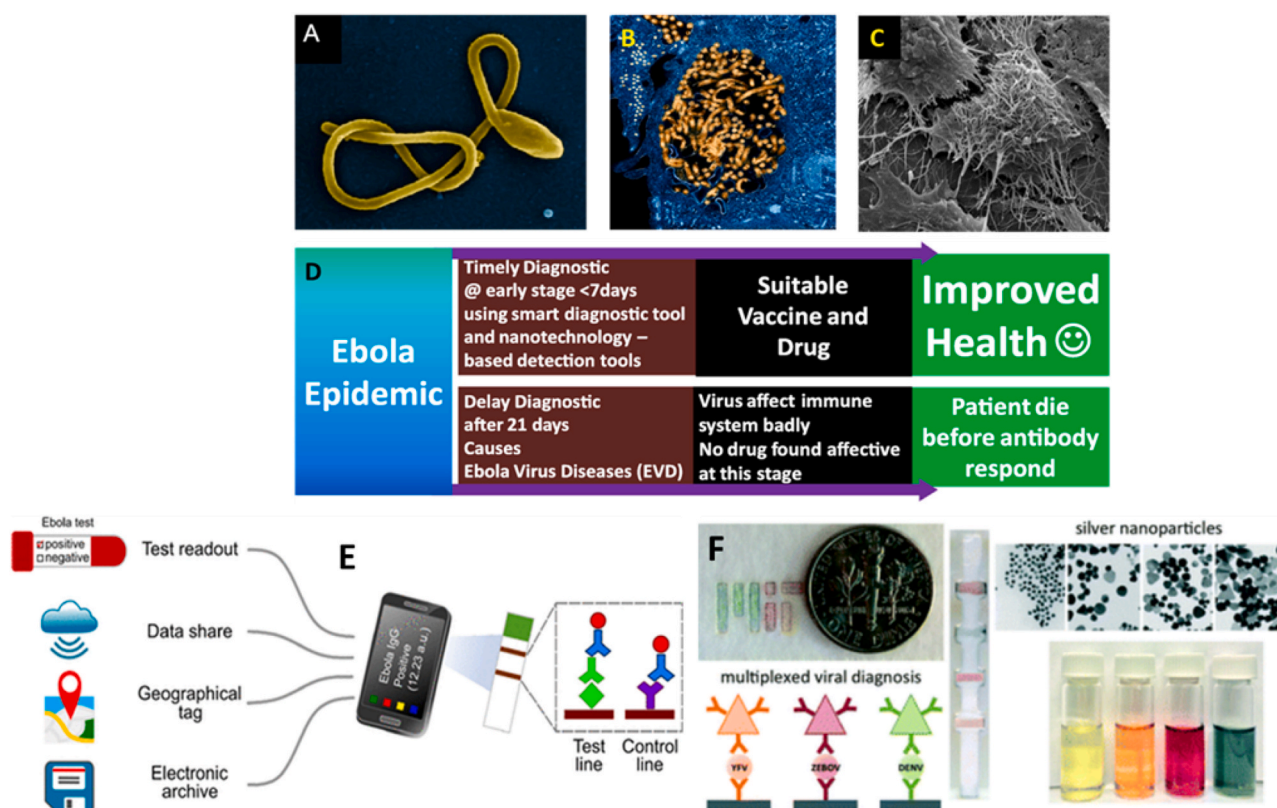 A
B
C
D
Ebola
Epidemic
Timely Diagnostic
@ early stage <7days
using smart diagnostic tool
and nanotechnology –
based detection tools
Suitable
Vaccine and
Drug
Improved
Health ☺
Delay Diagnostic
after 21 days
Causes
Ebola Virus Diseases (EVD)
Virus affect immune
system badly
No drug found affective
at this stage
Patient die
before antibody
respond
E
Ebola test
positive
negative
Test readout
Data share
Geographical
tag
Electronic
archive
Ebola IgG
Positive
(12.23 a.u.)
Test
line
Control
line
F
multiplexed viral diagnosis
YFV
ZEBOV
DENV
silver nanoparticles